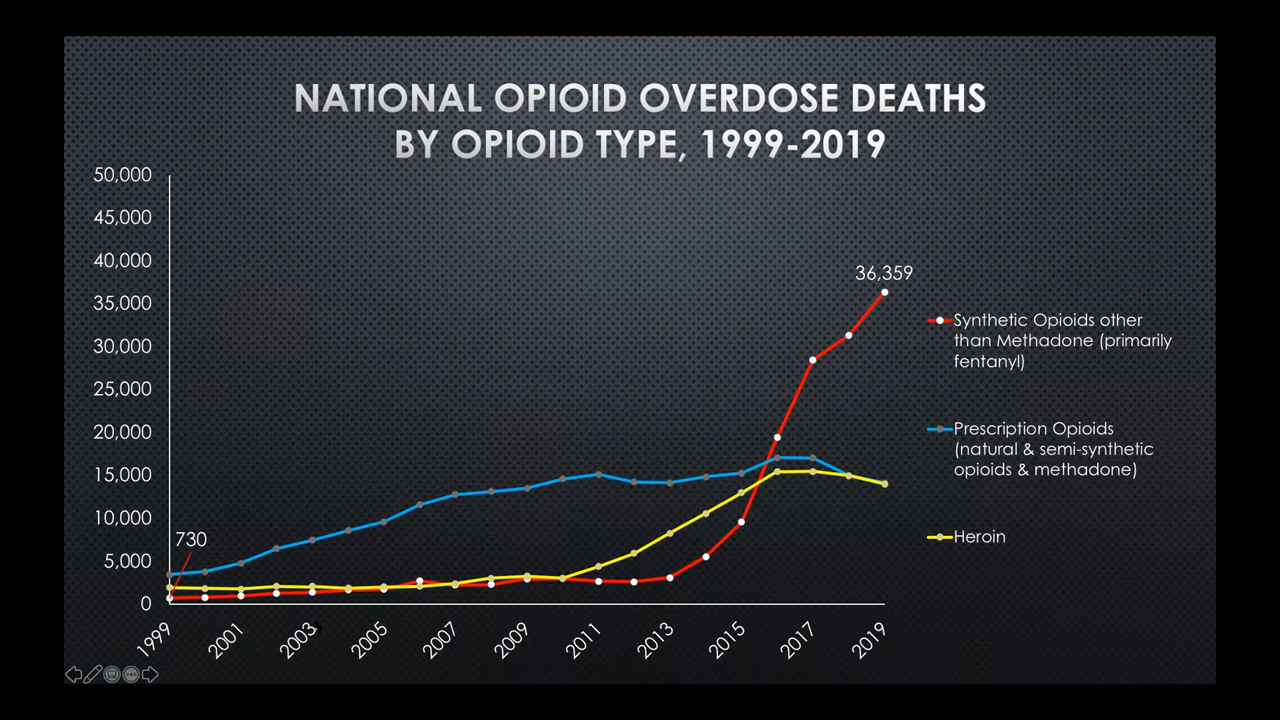 NATIONAL OPIOID OVERDOSE DEATHS
BY OPIOID TYPE, 1999-2019
50,000
45,000
40,000
35,000
30,000
25,000
20,000
15,000
10,000
5,000
0
730
36,359
1999
2001
2003
2005
2007
2009
2011
2013
2015
2017
2019
Synthetic Opioids other
than Methadone (primarily
fentanyl)
Prescription Opioids
(natural & semi-synthetic
opioids & methadone)
Heroin